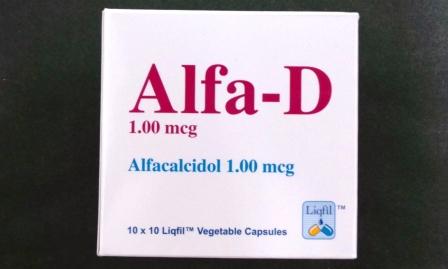 Alfa-D
1.00 mcg
Alfacalcidol 1.00 mcg
Liqfil™
10 x 10 Liqfil™ Vegetable Capsules